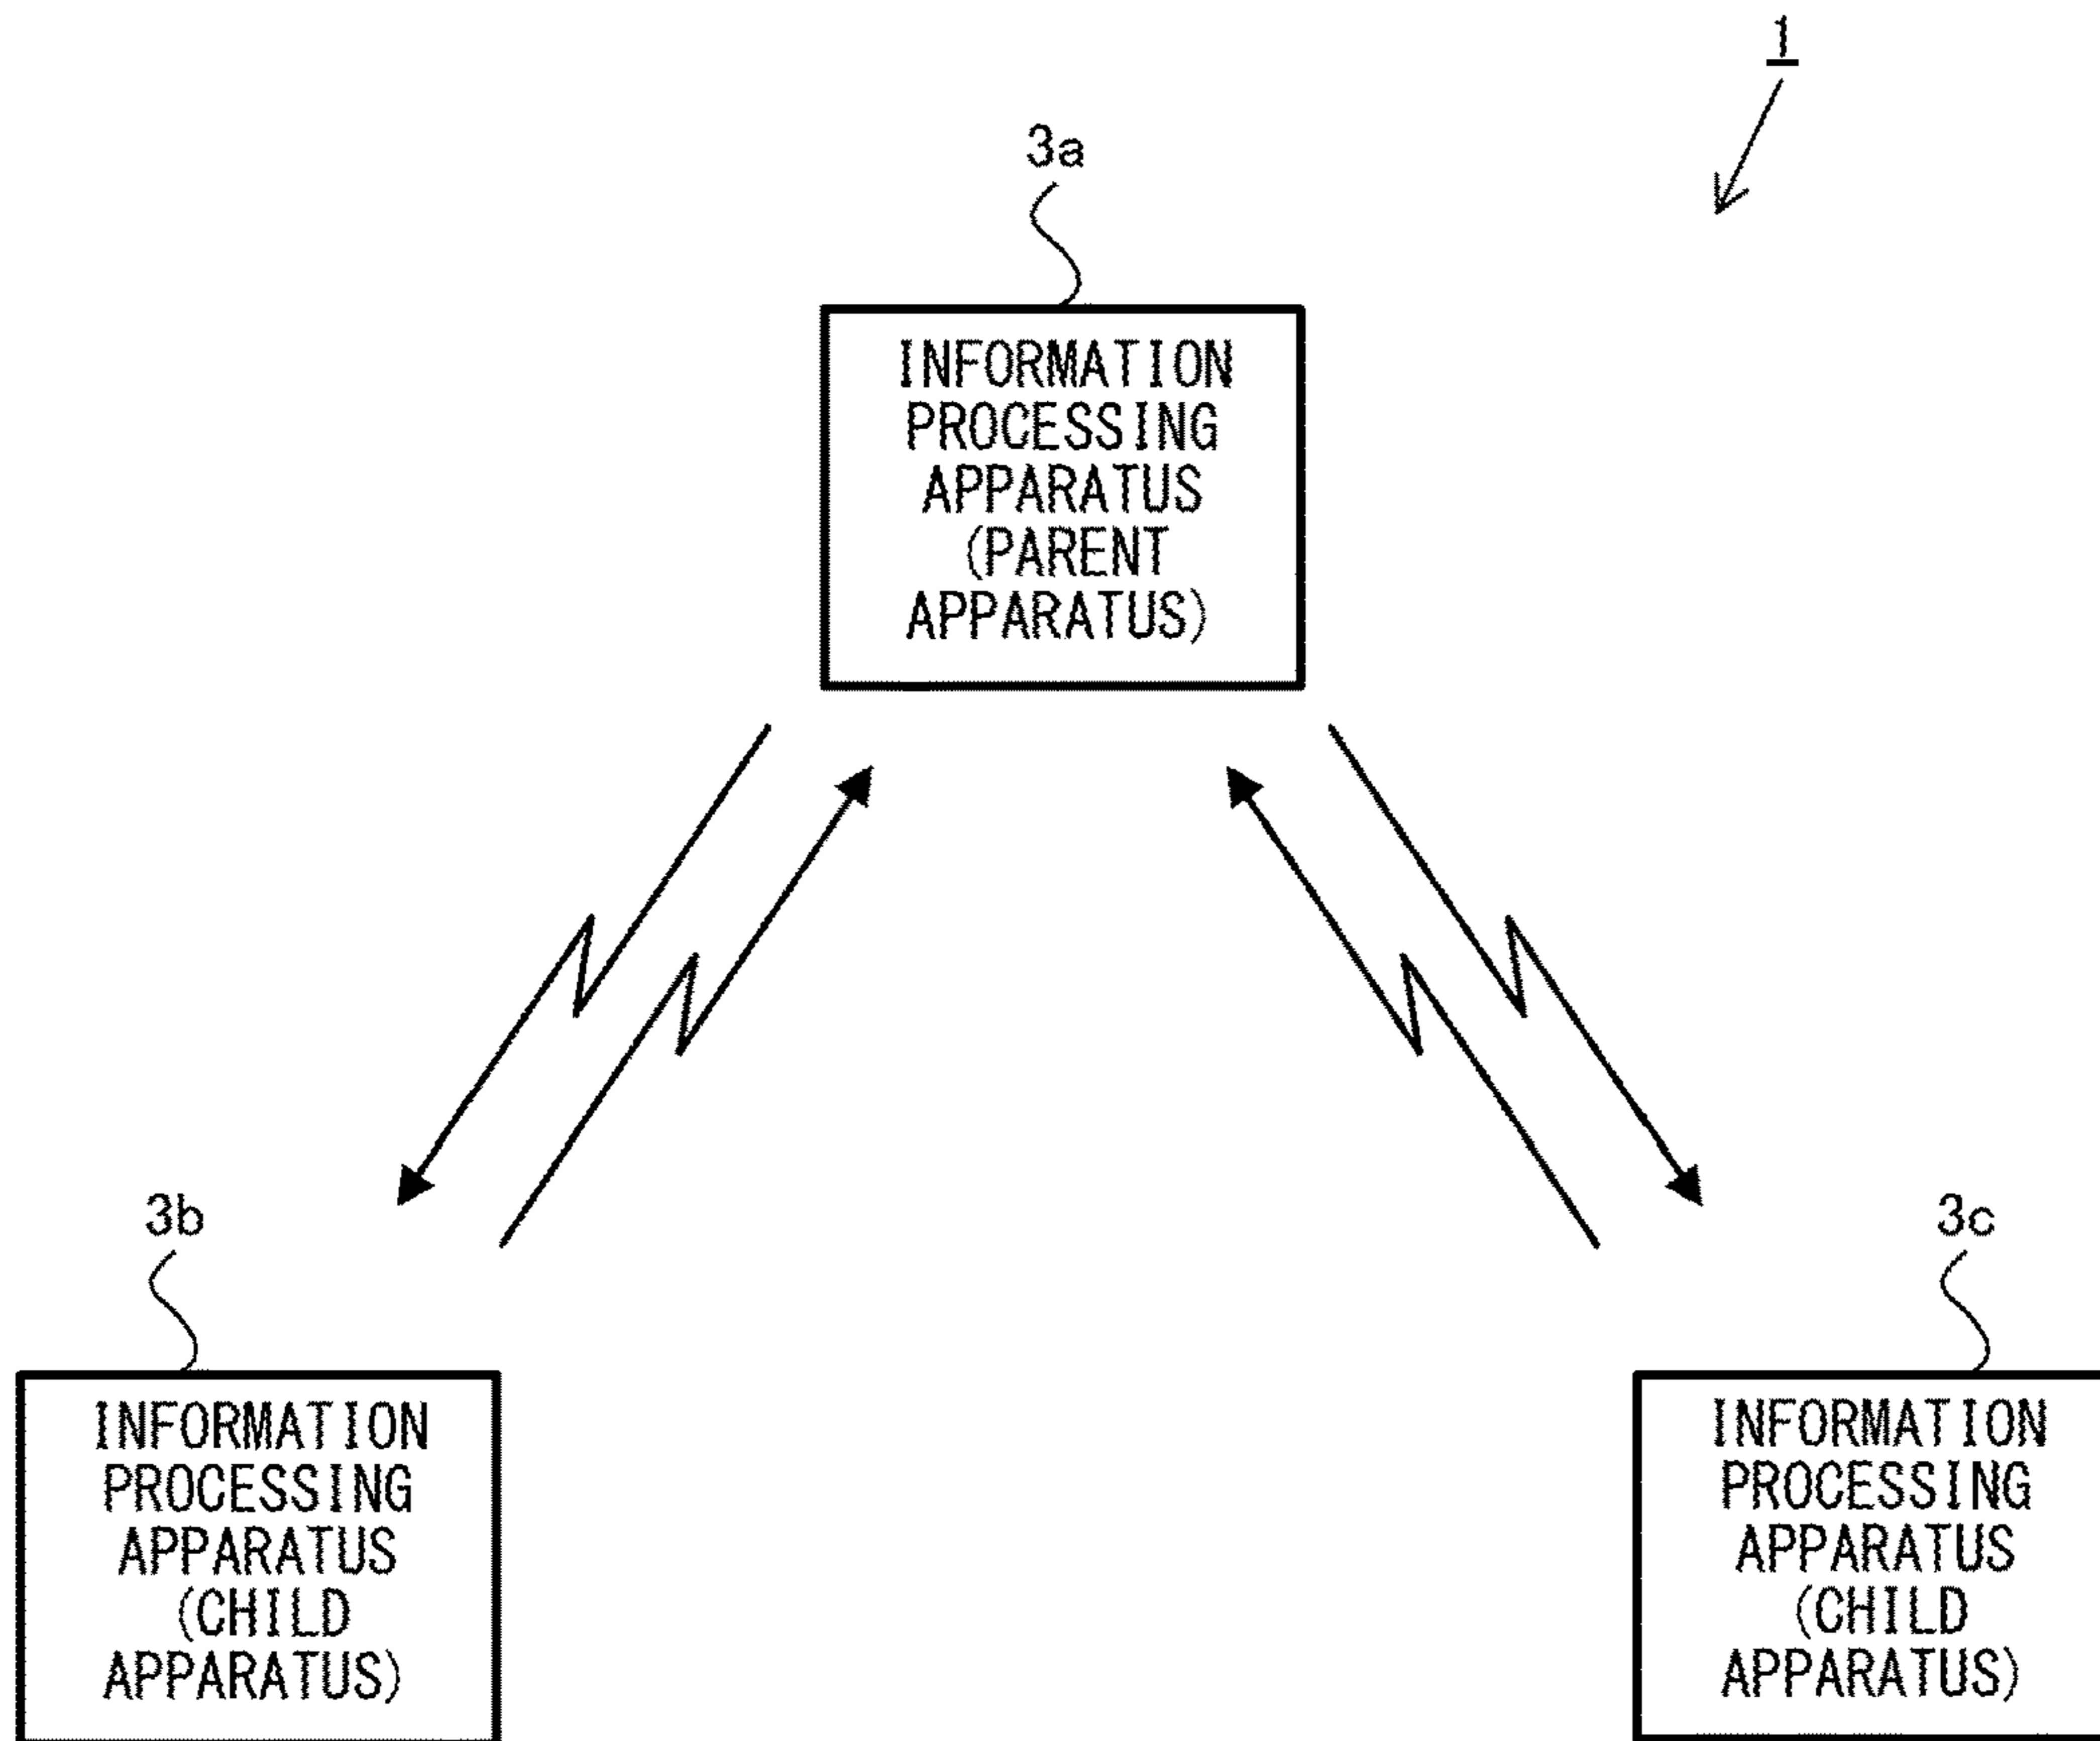 1
3a
INFORMATION
PROCESSING
APPARATUS
(PARENT
APPARATUS)
3b
INFORMATION
PROCESSING
APPARATUS
(CHILD
APPARATUS)
3c
INFORMATION
PROCESSING
APPARATUS
(CHILD
APPARATUS)